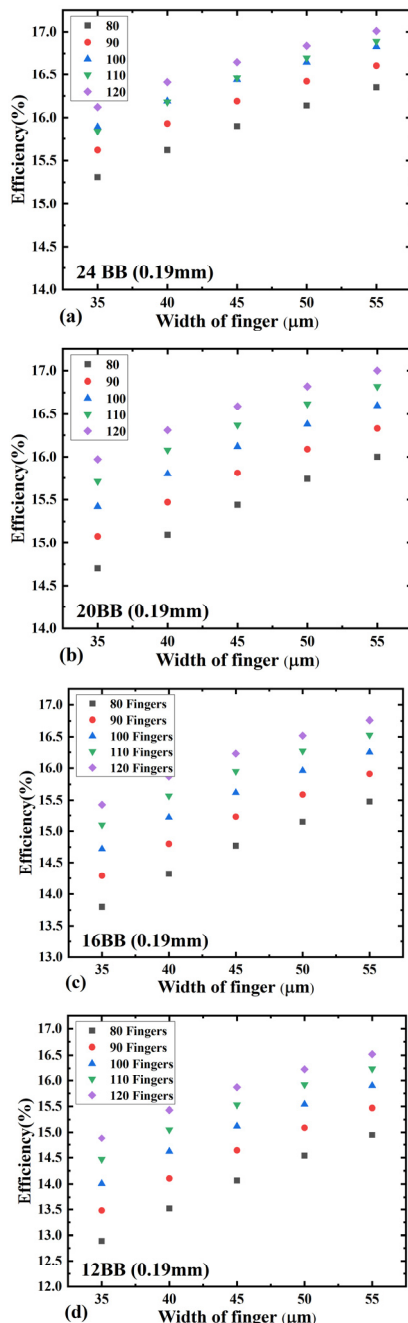 17.0
16.5
16.0
15.5
15.0
14.5
14.0
Efficiency(%)
80
90
100
110
120
24 BB (0.19mm)
35 40 45 50 55
(a)
Width of finger (μm)
17.0
16.5
16.0
15.5
15.0
14.5
14.0
Efficiency(%)
80
90
100
110
120
20BB (0.19mm)
35 40 45 50 55
(b)
Width of finger (μm)
17.0
16.5
16.0
15.5
15.0
14.5
14.0
13.5
13.0
Efficiency(%)
80 Fingers
90 Fingers
100 Fingers
110 Fingers
120 Fingers
16BB (0.19mm)
35 40 45 50 55
(c)
Width of finger (μm)
17.0
16.5
16.0
15.5
15.0
14.5
14.0
13.5
13.0
12.5
12.0
Efficiency(%)
80 Fingers
90 Fingers
100 Fingers
110 Fingers
120 Fingers
12BB (0.19mm)
35 40 45 50 55
(d)
Width of finger (μm)